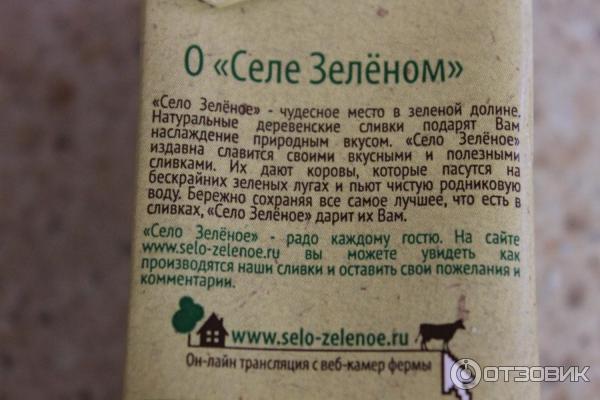 О «Селе Зелёном»
«Село Зелёное» - чудесное место в зеленой долине.
Натуральные деревенские сливки подарят Вам
наслаждение природным вкусом. «Село Зелёное»
издавна славится своими вкусными и полезными
сливками. Их дают коровы, которые пасутся на
бескрайних зеленых лугах и пьют чистую родниковую
воду. Бережно сохраняя все самое лучшее, что есть в
сливках, «Село Зелёное» дарит их Вам.
«Село Зелёное» - радо каждому гостю. На сайте
www.selo-zelenoe.ru вы можете увидеть как
производятся наши сливки и оставить свои пожелания и
комментарии.
www.selo-zelenoe.ru
Он-лайн трансляция с веб-камер фермы
ОТЗОВИК